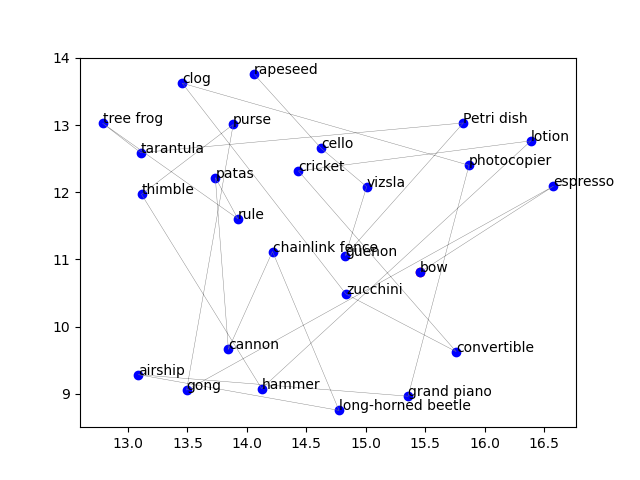 14
rapeseed
clog
13
tree frog
purse
Petri dish
lotion
tarantula
cello
photocopier
cricket
patas
vizsla
espresso
12
thimble
rule
chainlink fence
guenon
11
bow
zucchini
10
cannon
convertible
airship
gong
hammer
grand piano
9
long-horned beetle
13.0 13.5 14.0 14.5 15.0 15.5 16.0 16.5